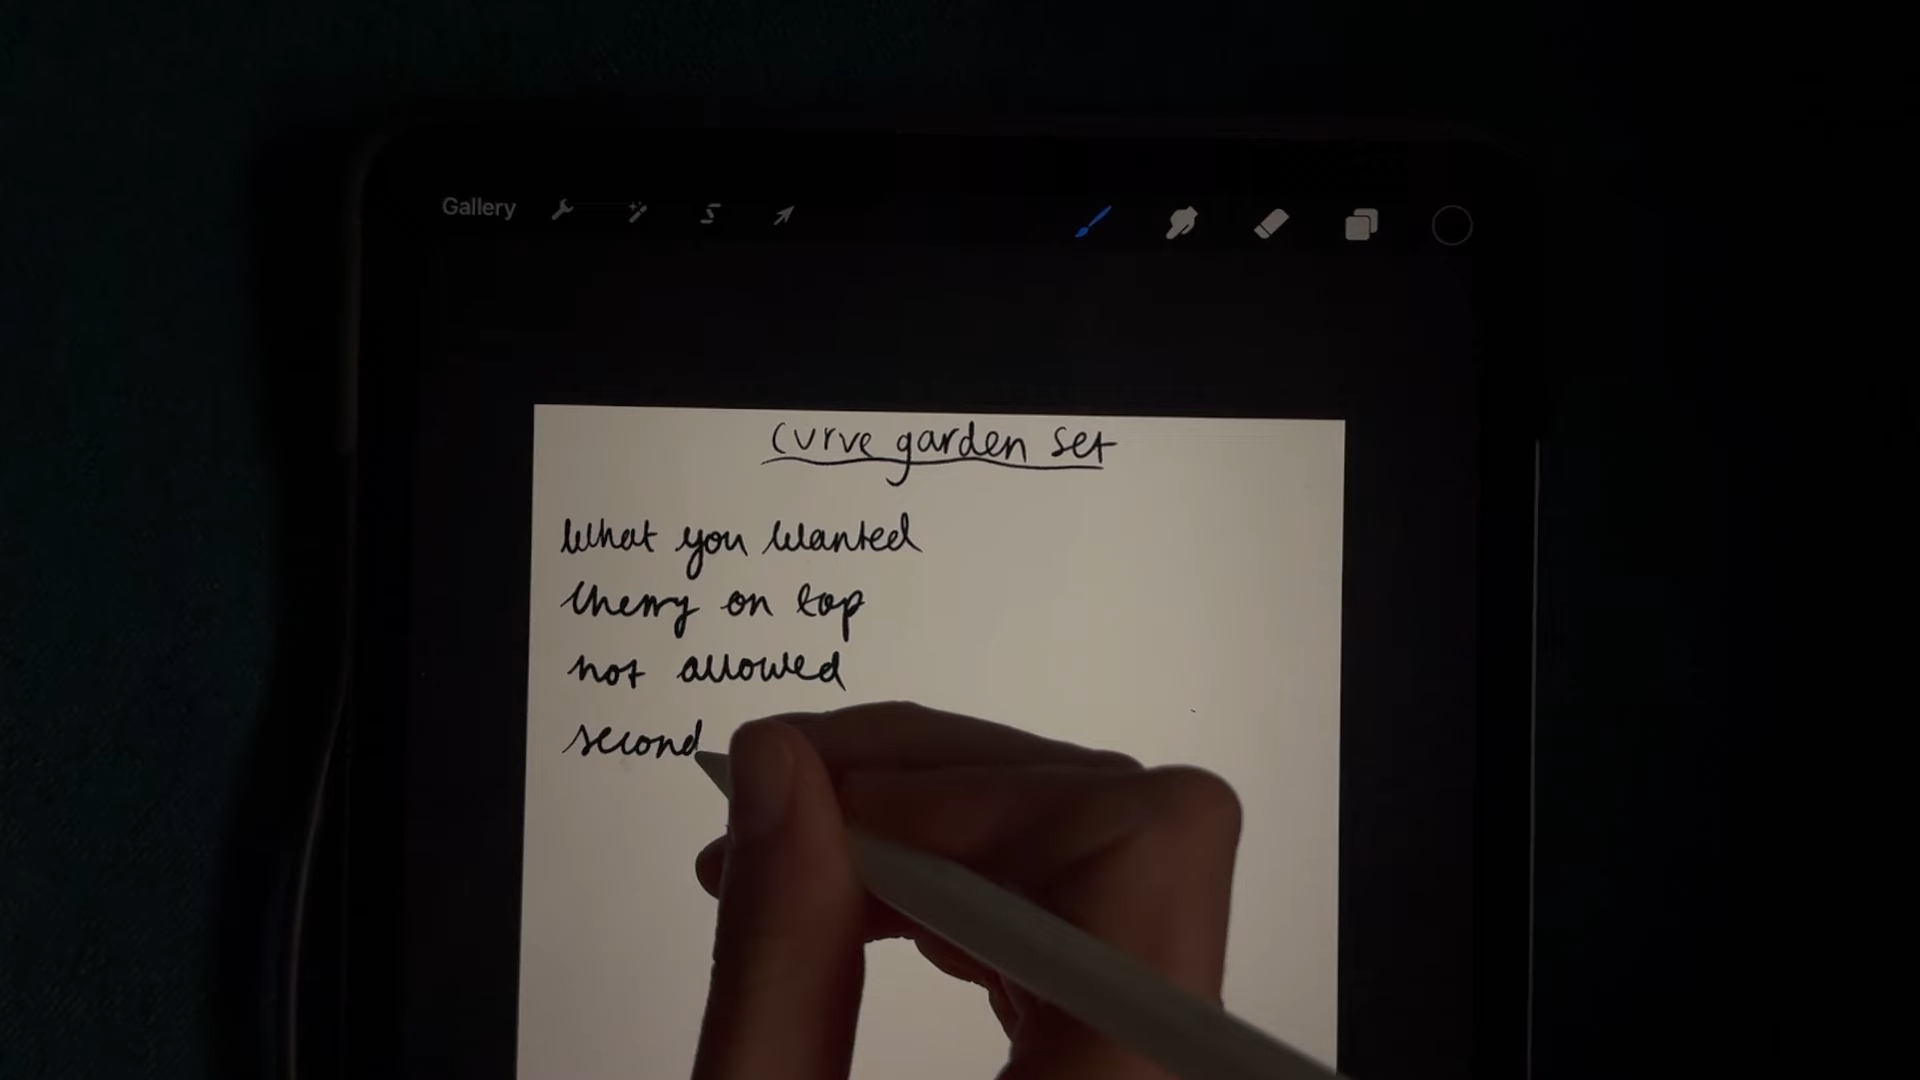 Gallery
curve garden set
What you wanted
Cherry on top
not allowed
second